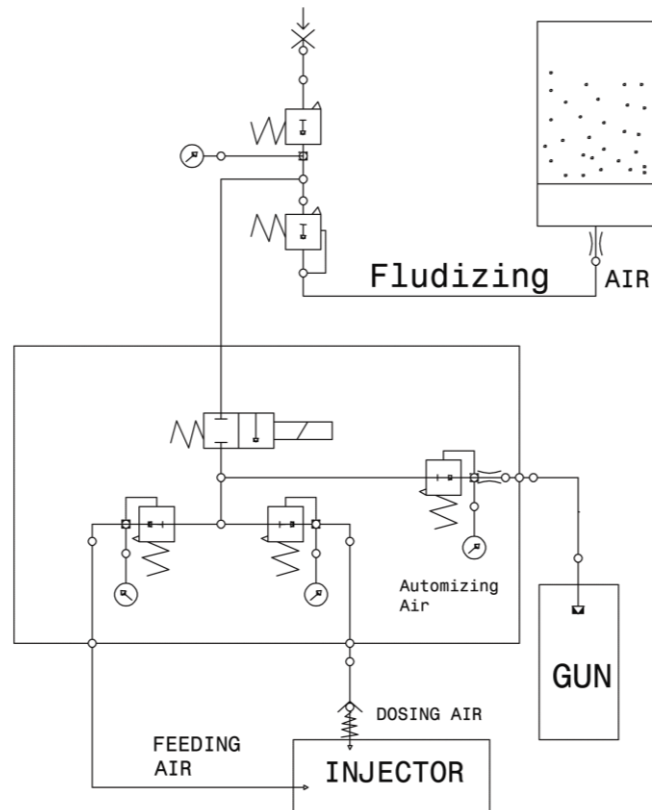 Fludizing
AIR
Automizing
Air
GUN
DOSING AIR
FEEDING
AIR
INJECTOR